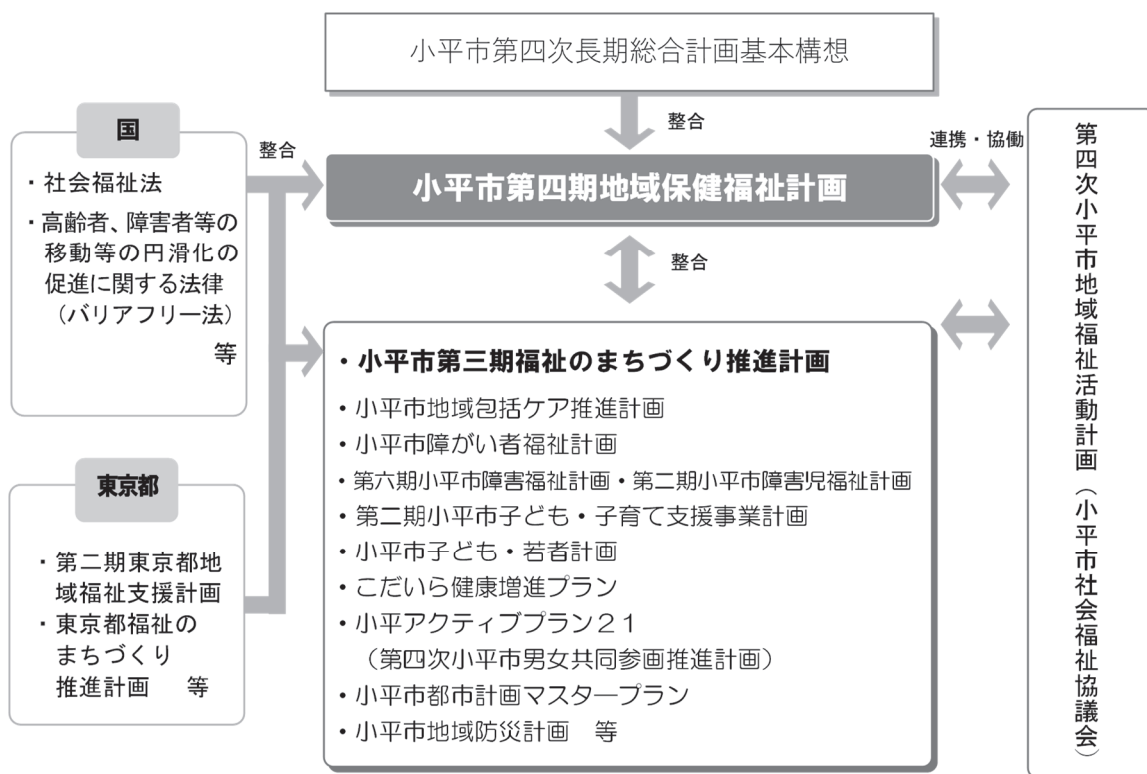 小平市第四次長期総合計画基本構想
整合
国
・社会福祉法
・高齢者、障害者等の
移動等の円滑化の
促進に関する法律
(バリアフリー法)
等
整合
小平市第四期地域保健福祉計画
連携・協働
整合
東京都
・第二期東京都地
域福祉支援計画
・東京都福祉の
まちづくり
推進計画 等
・小平市第三期福祉のまちづくり推進計画
・小平市地域包括ケア推進計画
・小平市障がい者福祉計画
・第六期小平市障害福祉計画・第二期小平市障害児福祉計画
・第二期小平市子ども・子育て支援事業計画
・小平市子ども・若者計画
・こだいら健康増進プラン
・小平アクティブプラン21
(第四次小平市男女共同参画推進計画)
・小平市都市計画マスタープラン
・小平市地域防災計画 等
第四次小平市地域福祉活動計画(小平市社会福祉協議会)